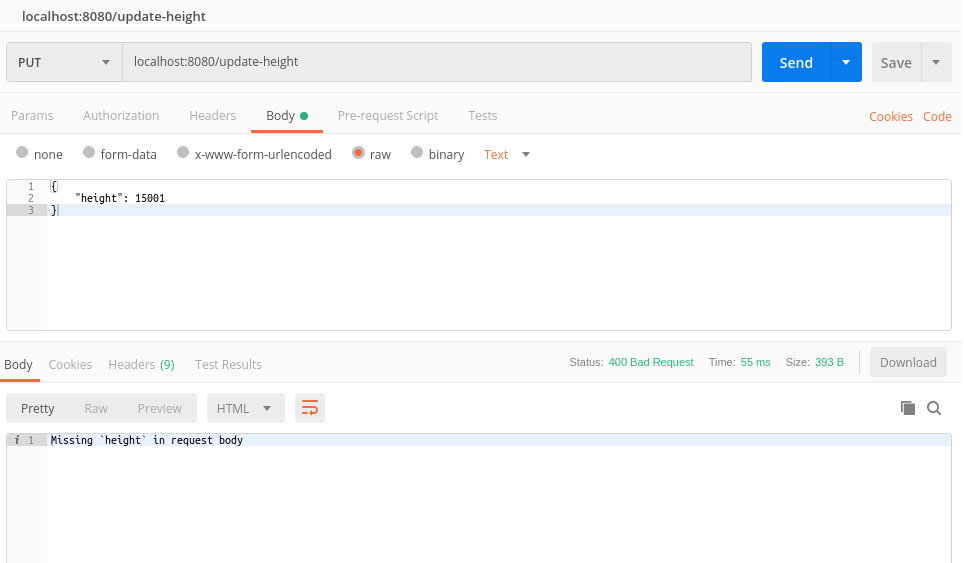 localhost:8080/update-height
PUT localhost:8080/update-height Send Save
Params Authorization Headers Body Pre-request Script Tests Cookies Code
none form-data x-www-form-urlencoded raw binary Text
1 {
2 "height": 15001
3 }
Body Cookies Headers (9) Test Results Status: 400 Bad Request Time: 55 ms Size: 393 B Download
Pretty Raw Preview HTML
i 1 Missing `height` in request body